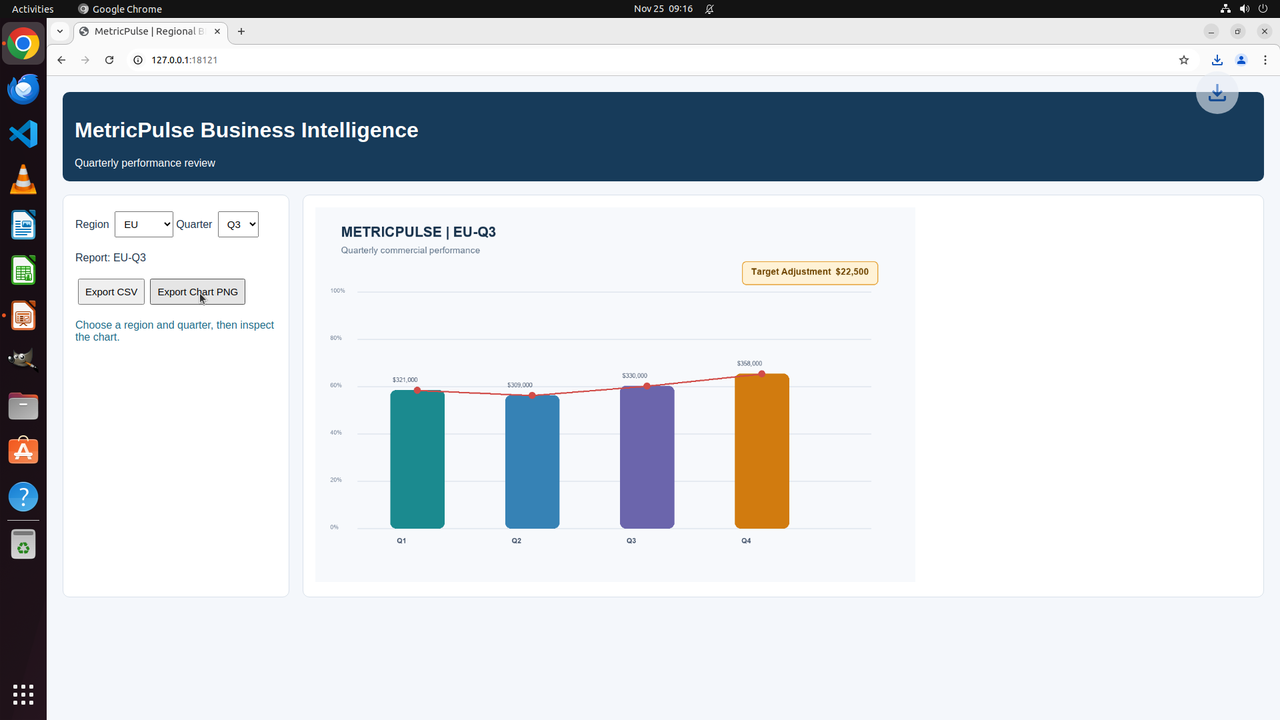 Activities
Google Chrome
Nov 25 09:16
MetricPulse | Regional B
127.0.0.1:18121
MetricPulse Business Intelligence
Quarterly performance review
Region
EU
Quarter
Q3
Report: EU-Q3
Export CSV
Export Chart PNG
Choose a region and quarter, then inspect
the chart.
METRICPULSE | EU-Q3
Quarterly commercial performance
Target Adjustment $22,500
100%
80%
60%
40%
20%
0%
$321,000
$309,000
$330,000
$358,000
Q1
Q2
Q3
Q4